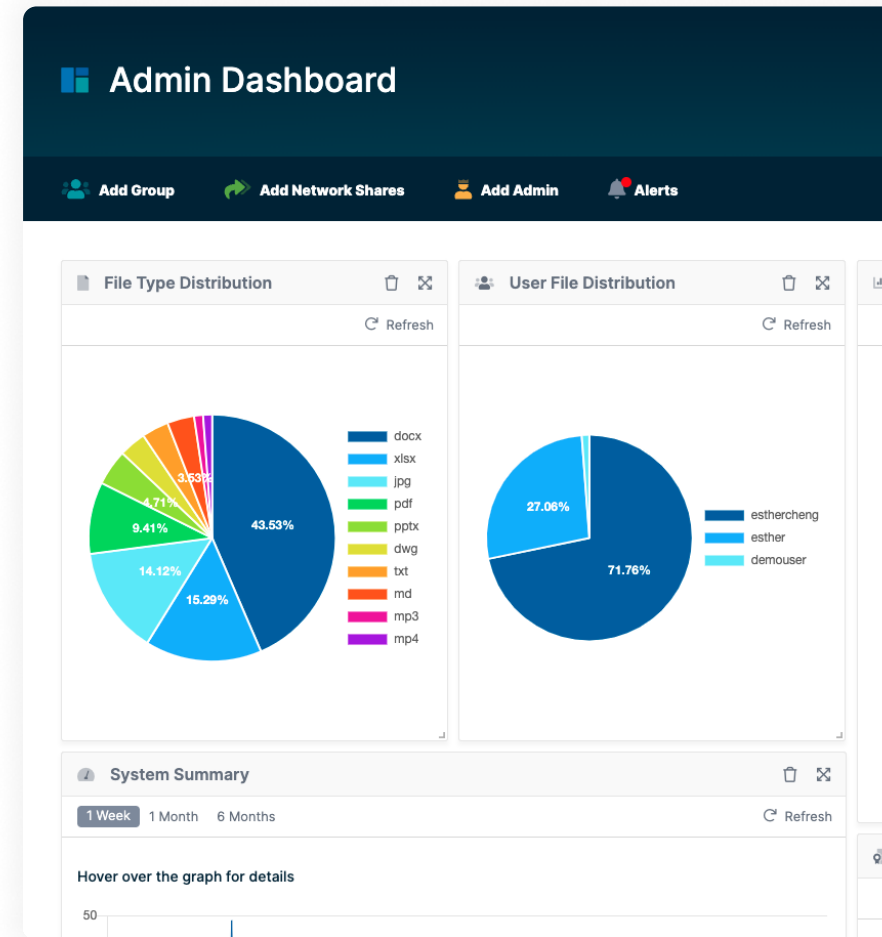 Admin Dashboard
Add Group
Add Network Shares
Add Admin
Alerts
File Type Distribution
Refresh
43.53%
15.29%
14.12%
9.41%
4.71%
3.53%
docx
xlsx
jpg
pdf
pptx
dwg
txt
md
mp3
mp4
User File Distribution
Refresh
27.06%
71.76%
esthercheng
esther
demouser
System Summary
1 Week 1 Month 6 Months
Refresh
Hover over the graph for details
50